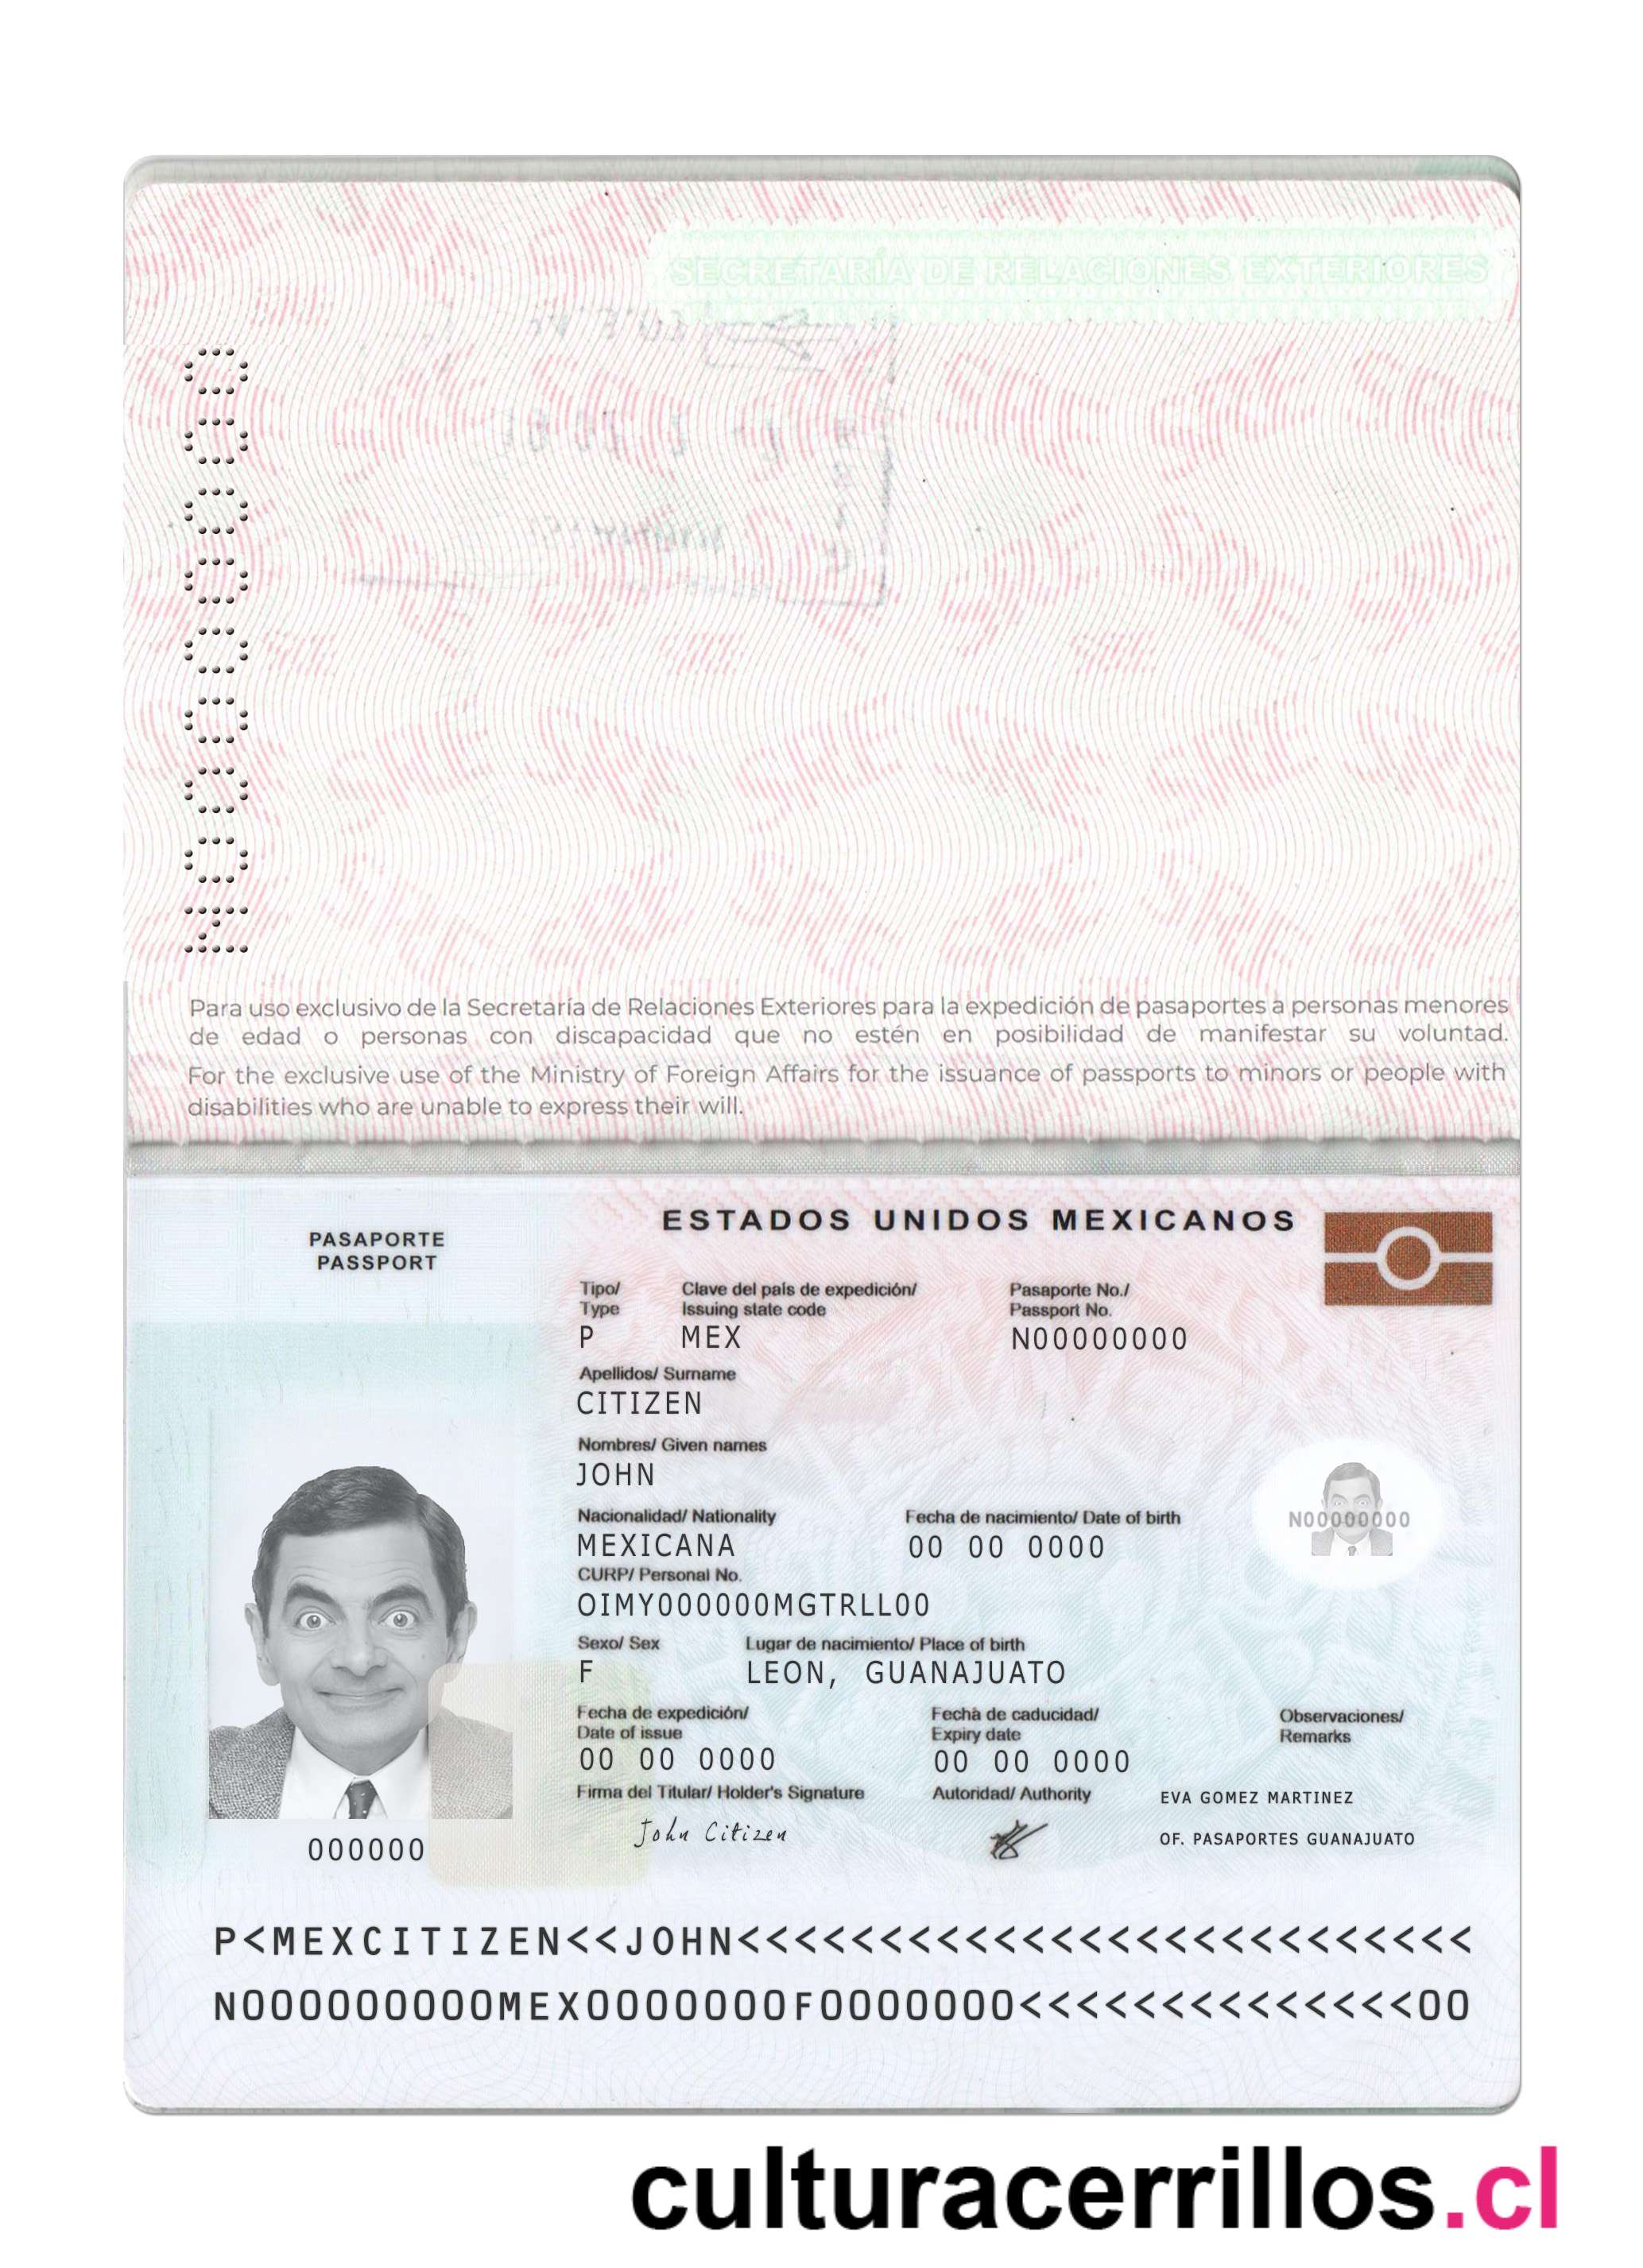 SECRETARÍA DE RELACIONES EXTERIORES
N00000000
Para uso exclusivo de la Secretaría de Relaciones Exteriores para la expedición de pasaportes a personas menores
de edad o personas con discapacidad que no estén en posibilidad de manifestar su voluntad.
For the exclusive use of the Ministry of Foreign Affairs for the issuance of passports to minors or people with
disabilities who are unable to express their will.
PASAPORTE
PASSPORT
ESTADOS UNIDOS MEXICANOS
Tipo/ Clave del país de expedición/ Pasaporte No./
Type Issuing state code Passport No.
P MEX N00000000
Apellidos/ Surname
CITIZEN
Nombres/ Given names
JOHN
Nacionalidad/ Nationality Fecha de nacimiento/ Date of birth
MEXICANA 00 00 0000
N00000000
CURP/ Personal No.
OIMY000000MGTRLL00
Sexo/ Sex Lugar de nacimiento/ Place of birth
F LEON, GUANAJUATO
Fecha de expedición/ Fecha de caducidad/ Observaciones/
Date of issue Expiry date Remarks
00 00 0000 00 00 0000
Firma del Titular/ Holder's Signature Autoridad/ Authority EVA GOMEZ MARTINEZ
John Citizen OF. PASAPORTES GUANAJUATO
000000
P<MEXCITIZEN<<JOHN<<<<<<<<<<<<<<<<<<<<<<<<<<
N000000000MEX0000000F0000000<<<<<<<<<<<<<<00
culturacerrillos.cl